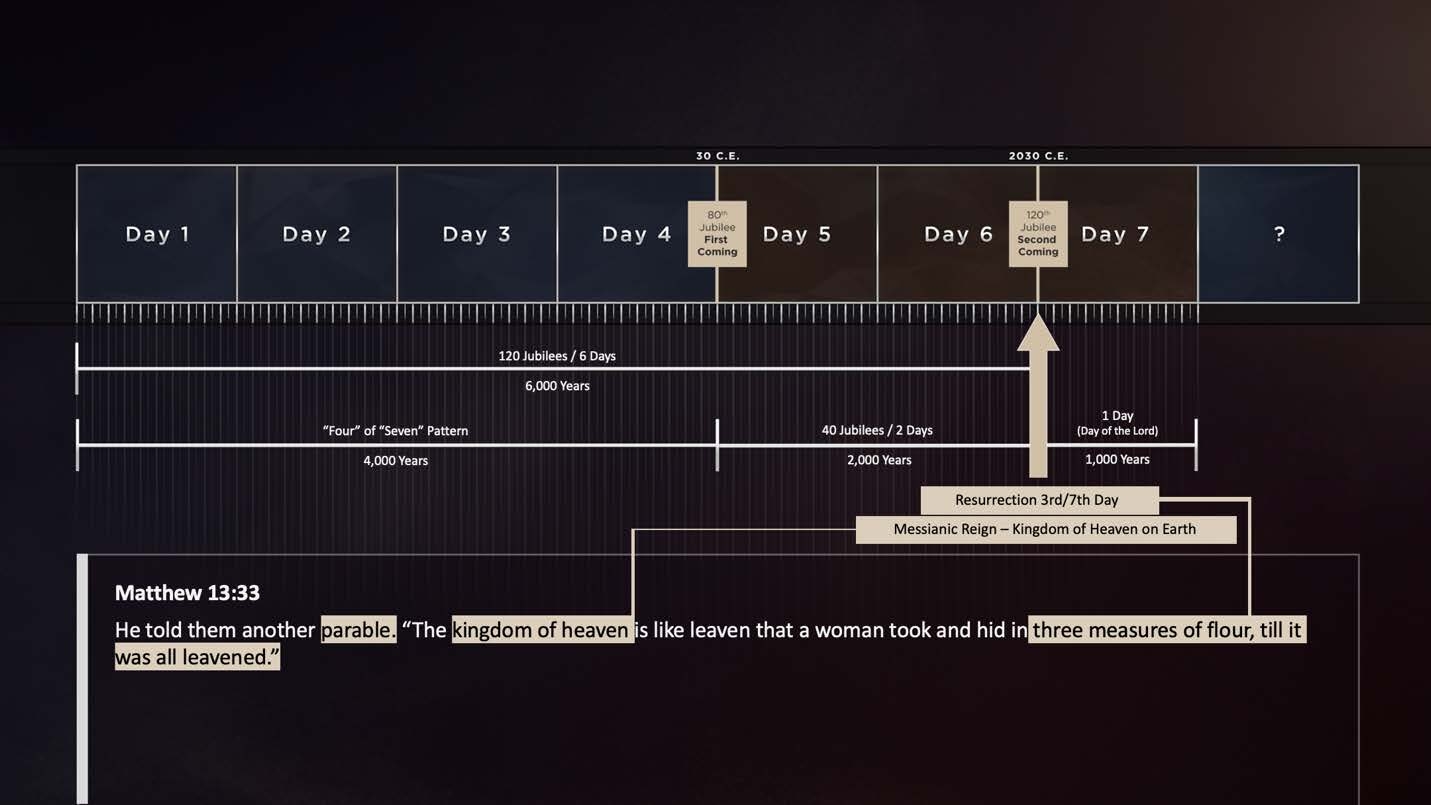 30 C.E.
2030 C.E.
Day 1
Day 2
Day 3
Day 4
80th
Jubilee
First
Coming
Day 5
Day 6
120th
Jubilee
Second
Coming
Day 7
?
120 Jubilees / 6 Days
6,000 Years
“Four” of “Seven” Pattern
4,000 Years
40 Jubilees / 2 Days
2,000 Years
1 Day
(Day of the Lord)
1,000 Years
Resurrection 3rd/7th Day
Messianic Reign – Kingdom of Heaven on Earth
Matthew 13:33
He told them another parable. “The kingdom of heaven is like leaven that a woman took and hid in three measures of flour, till it
was all leavened.”